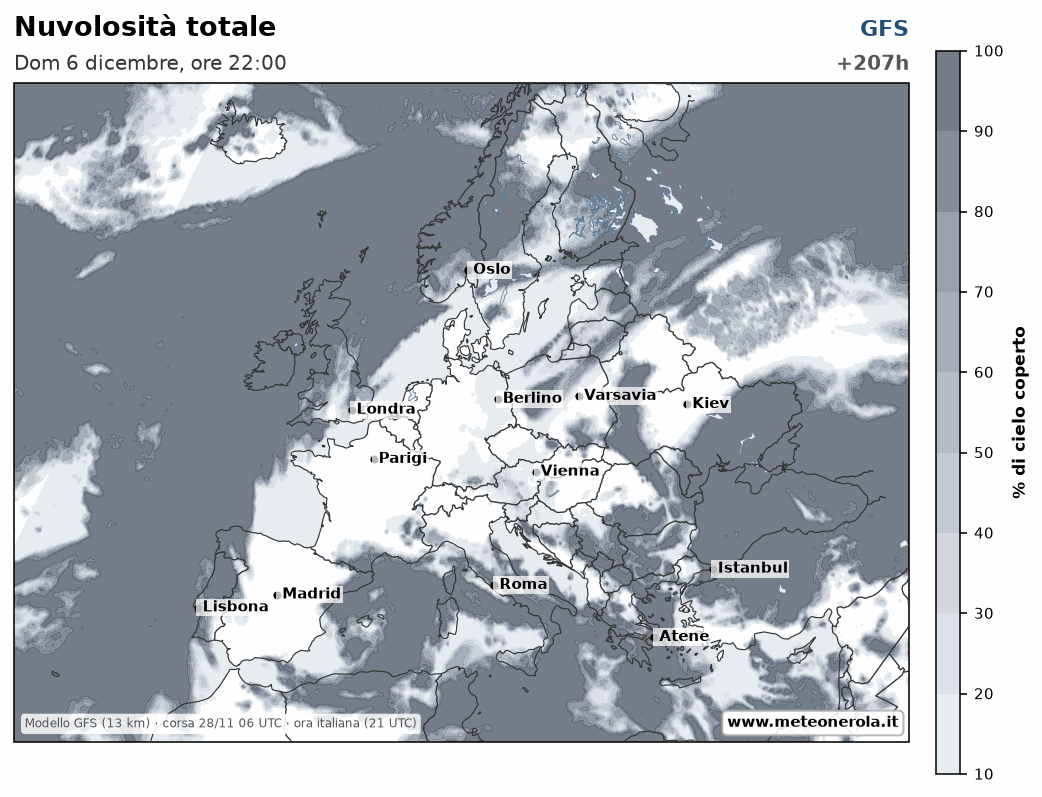 Nuvolosità totale
GFS
Dom 6 dicembre, ore 22:00
+207h
100
90
80
70
60
50
40
30
20
10
% di cielo coperto
Oslo
Londra
Berlino
Varsavia
Kiev
Parigi
Vienna
Istanbul
Roma
Madrid
Lisbona
Atene
Modello GFS (13 km) · corsa 28/11 06 UTC · ora italiana (21 UTC)
www.meteonerola.it